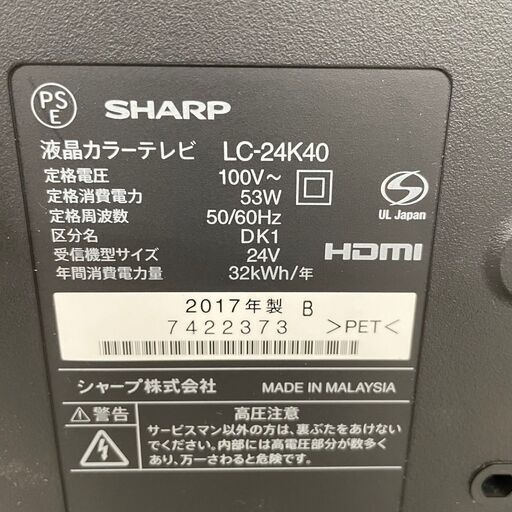 PS
E
SHARP
液晶カラーテレビ LC-24K40
定格電圧 100V～
定格消費電力 53W
定格周波数 50/60Hz
区分名 DK1
受信機型サイズ 24V
年間消費電力量 32kWh/年
S
UL Japan
HDMI
2017年製 B
7422373 >PET<
シャープ株式会社 MADE IN MALAYSIA
⚠警告 高圧注意
サービスマン以外の方は、裏ぶたをあけない
でください。内部には高電圧部分が数多く
あり、万一さわると危険です。